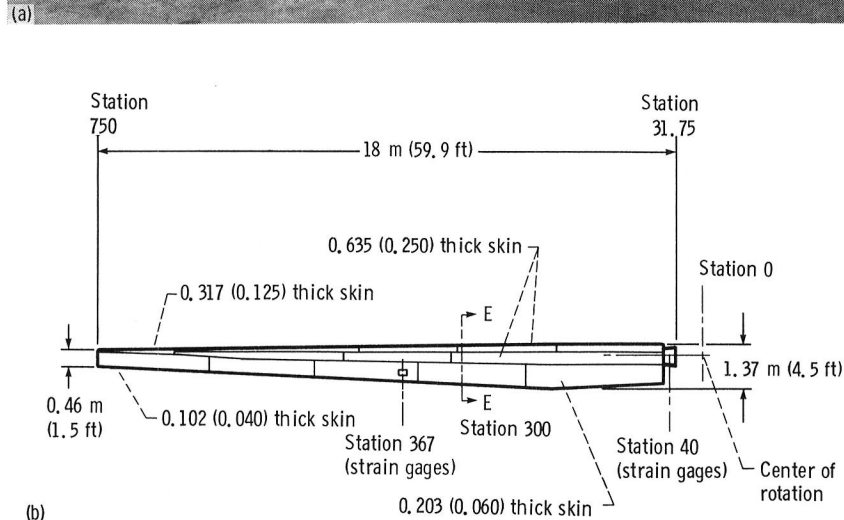 (a)
Station
750
Station
31.75
18 m (59.9 ft)
0.635 (0.250) thick skin
Station 0
0.317 (0.125) thick skin
E
1.37 m (4.5 ft)
0.46 m
(1.5 ft)
0.102 (0.040) thick skin
E
Station 367
(strain gages)
Station 300
Station 40
(strain gages)
Center of
rotation
0.203 (0.060) thick skin
(b)